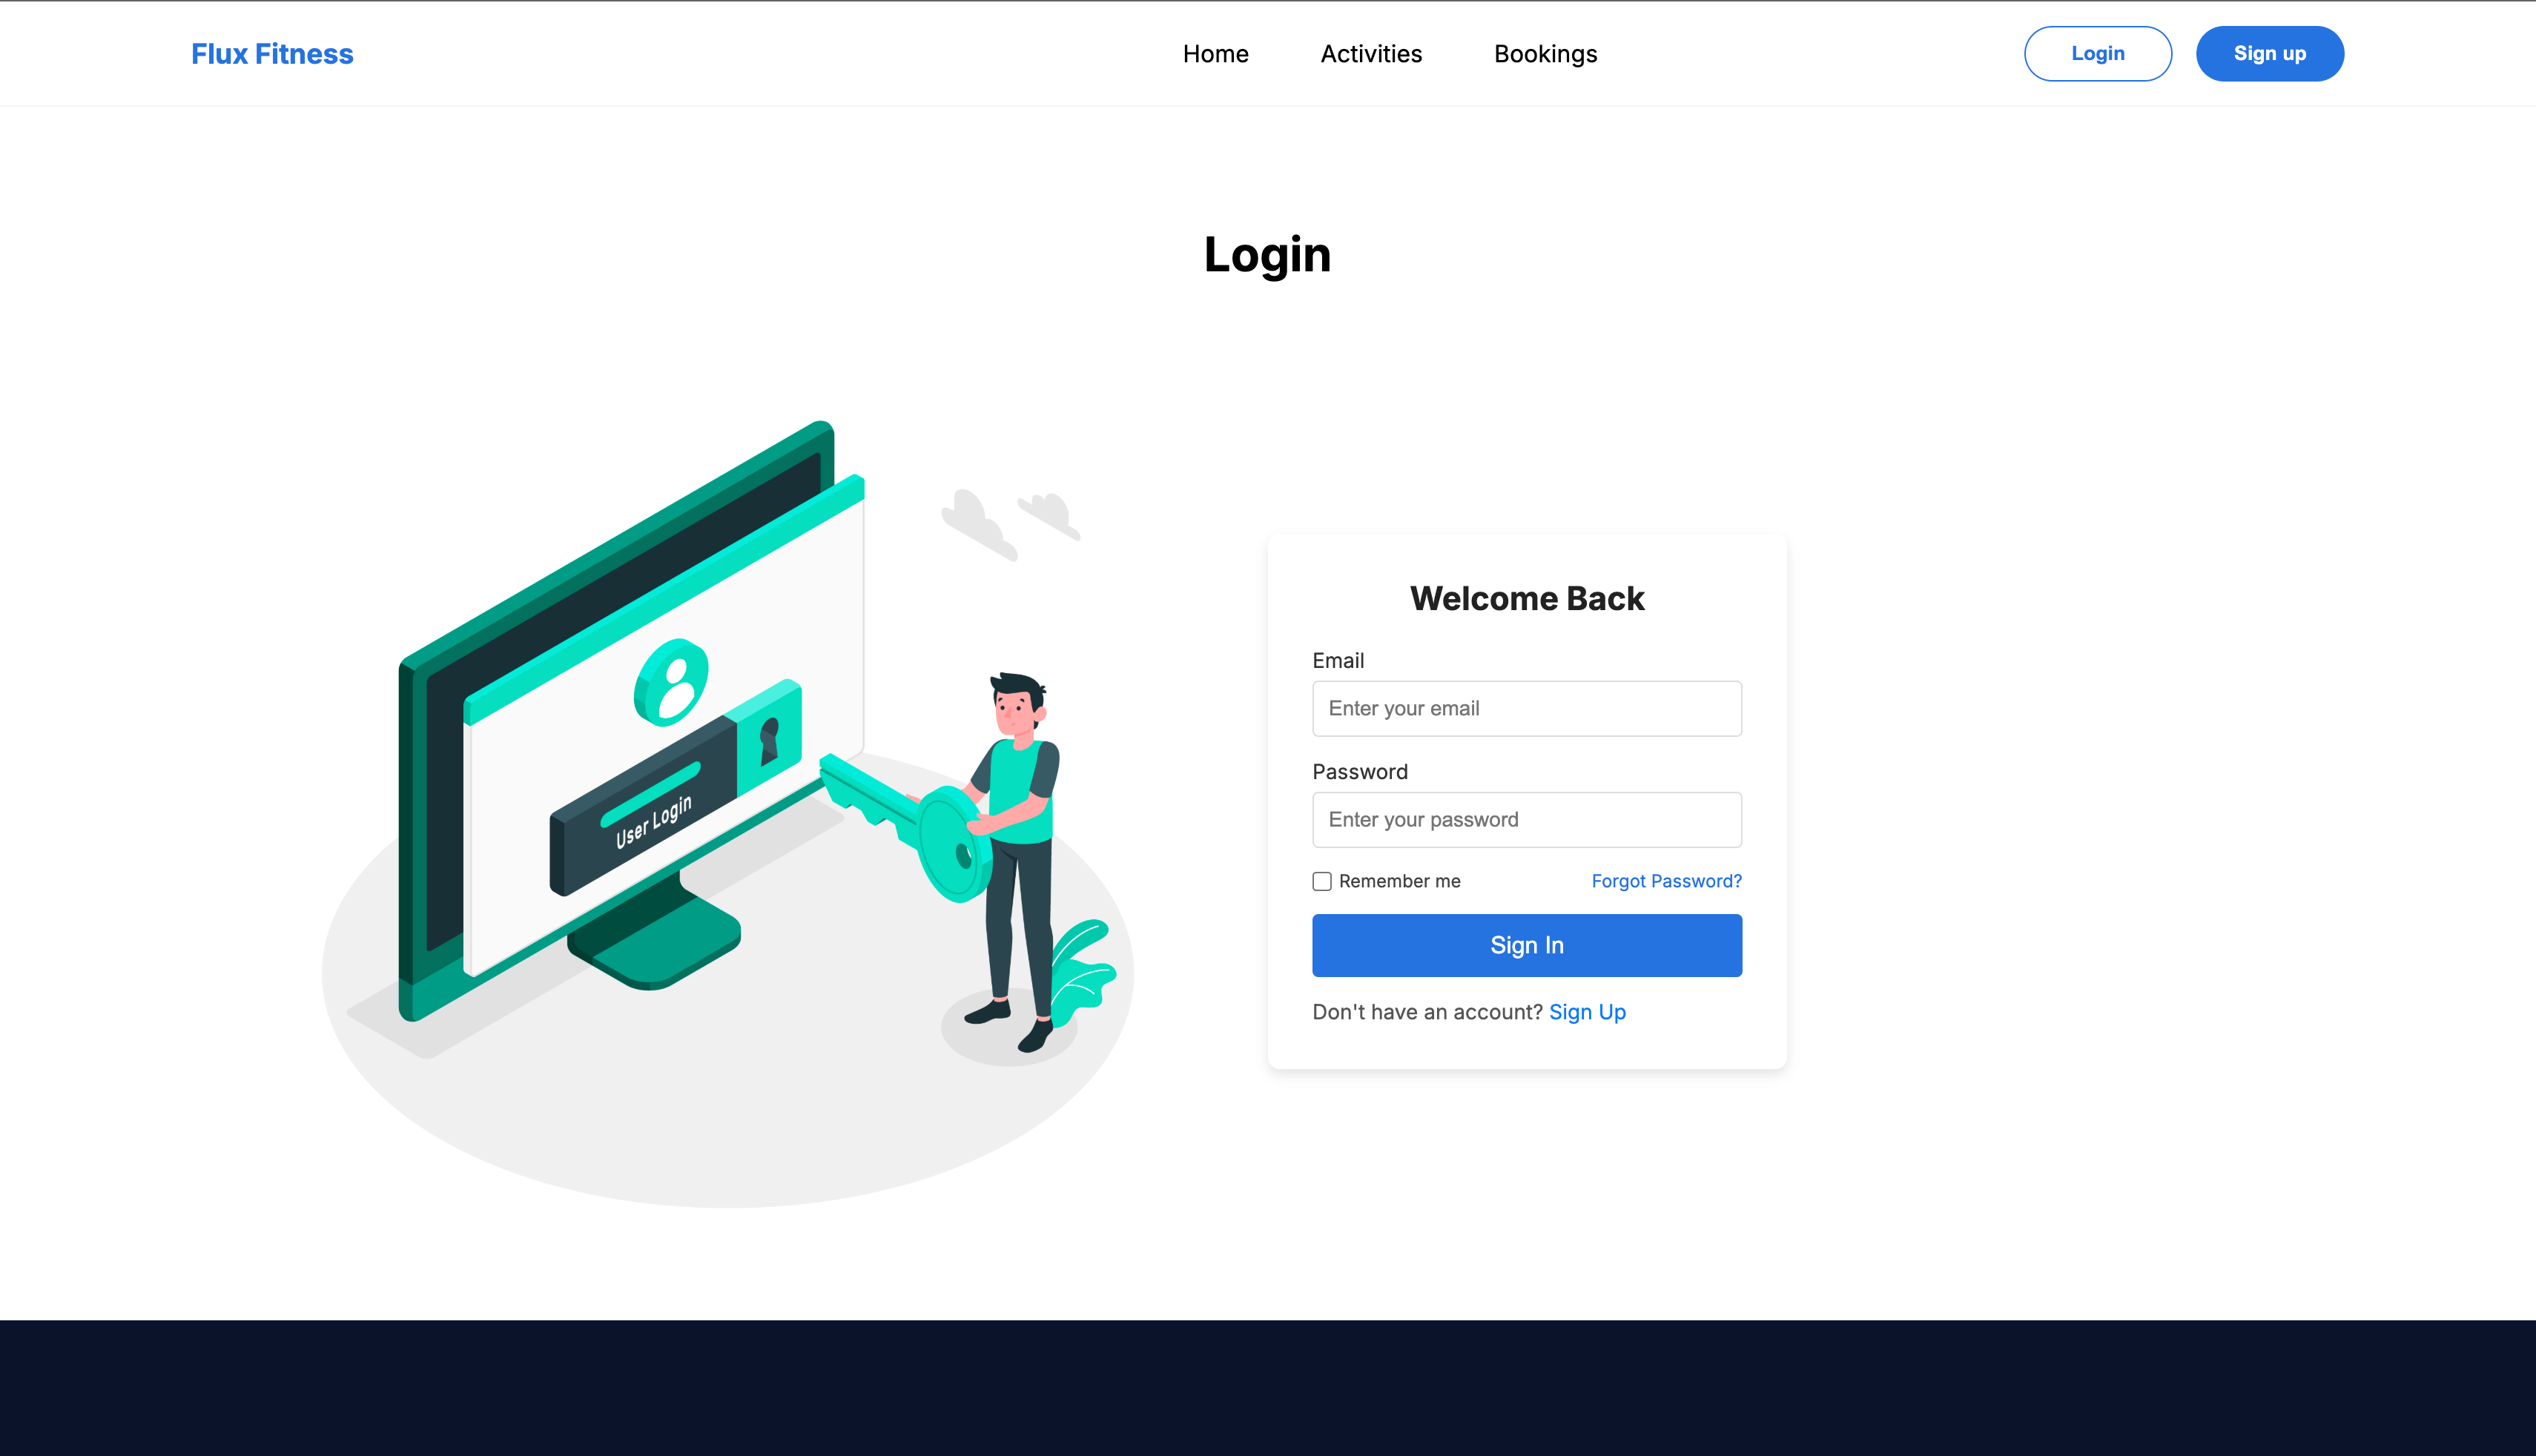 Flux Fitness
Home Activities Bookings
Login Sign up
Login
User Login
Welcome Back
Email
Enter your email
Password
Enter your password
Remember me Forgot Password?
Sign In
Don't have an account? Sign Up